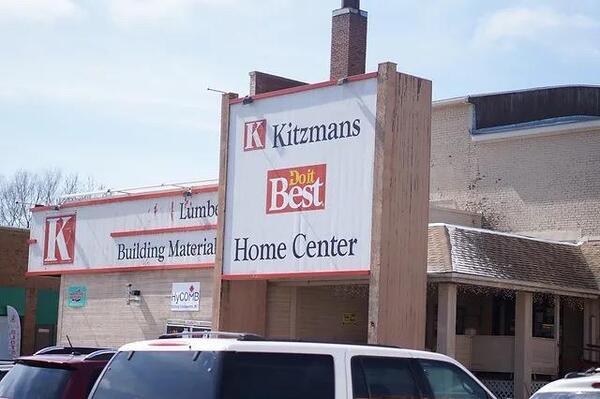 K Kitzmans
Do it
Best
Home Center
K
Lumbe
Building Material
HyCOMB